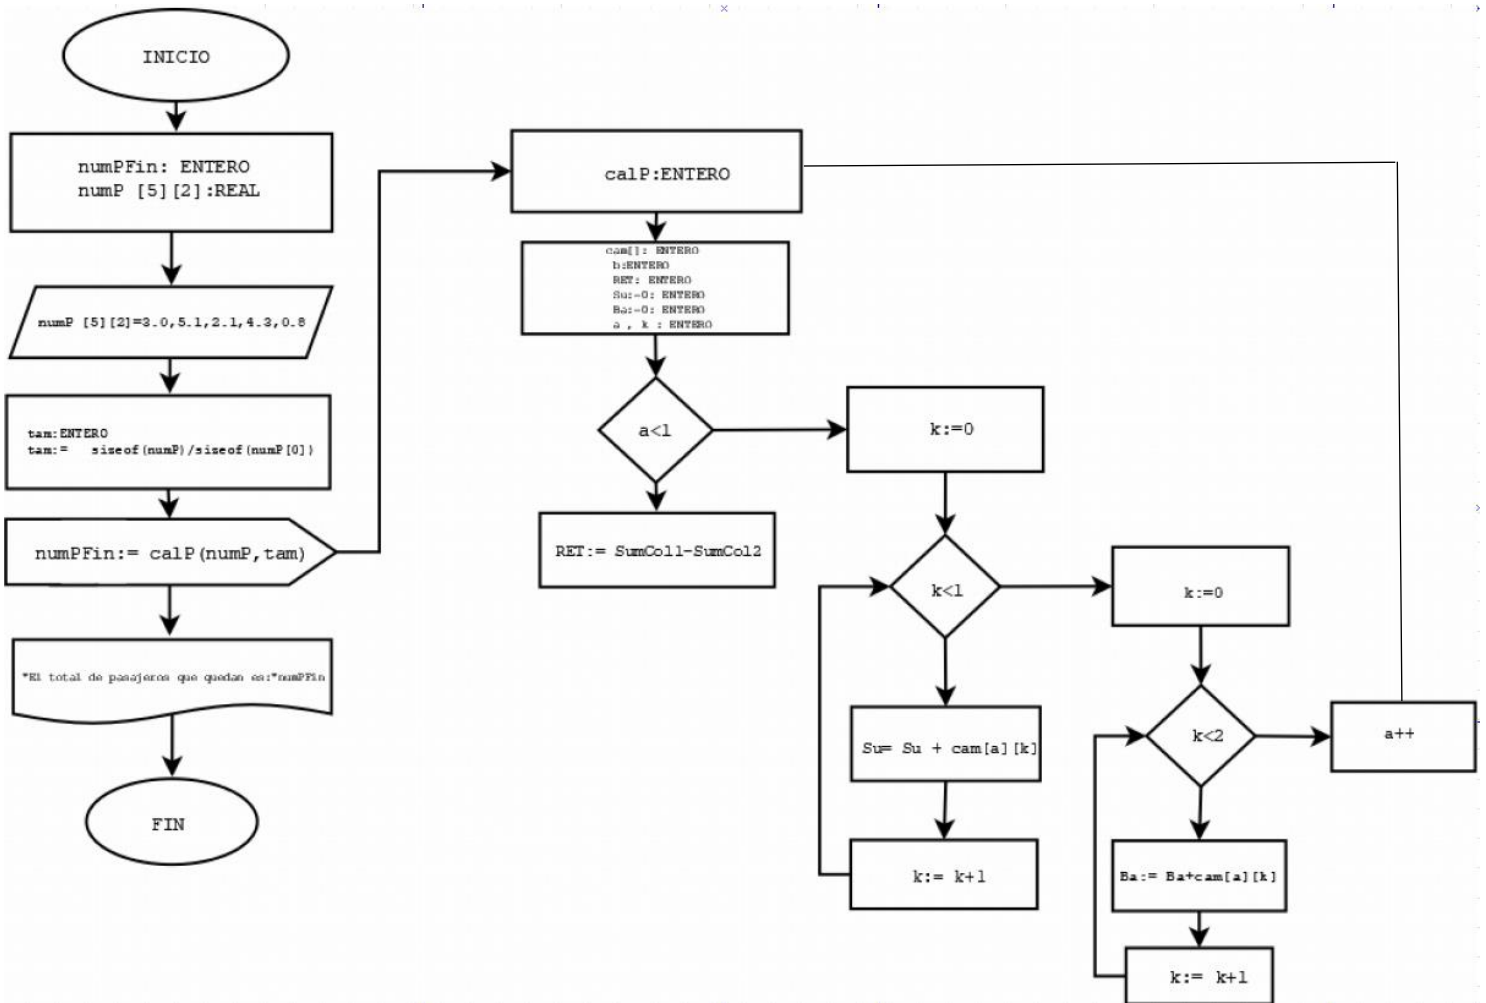 INICIO
numPFin: ENTERO
numP [5][2]:REAL
numP [5][2]=3.0,5.1,2.1,4.3,0.8
tam:ENTERO
tam:= siseof(numP)/siseof(numP[0])
numPFin:= calP(numP,tam)
"El total de pasajeros que quedan es:"numPFin
FIN
calP:ENTERO
cam[]: ENTERO
b:ENTERO
RET: ENTERO
Su:=0: ENTERO
Ba:=0: ENTERO
a , k : ENTERO
a<1
RET:= SumCol1-SumCol2
k:=0
k<1
Su= Su + cam[a][k]
k:= k+1
k:=0
k<2
Ba:= Ba+cam[a][k]
k:= k+1
a++